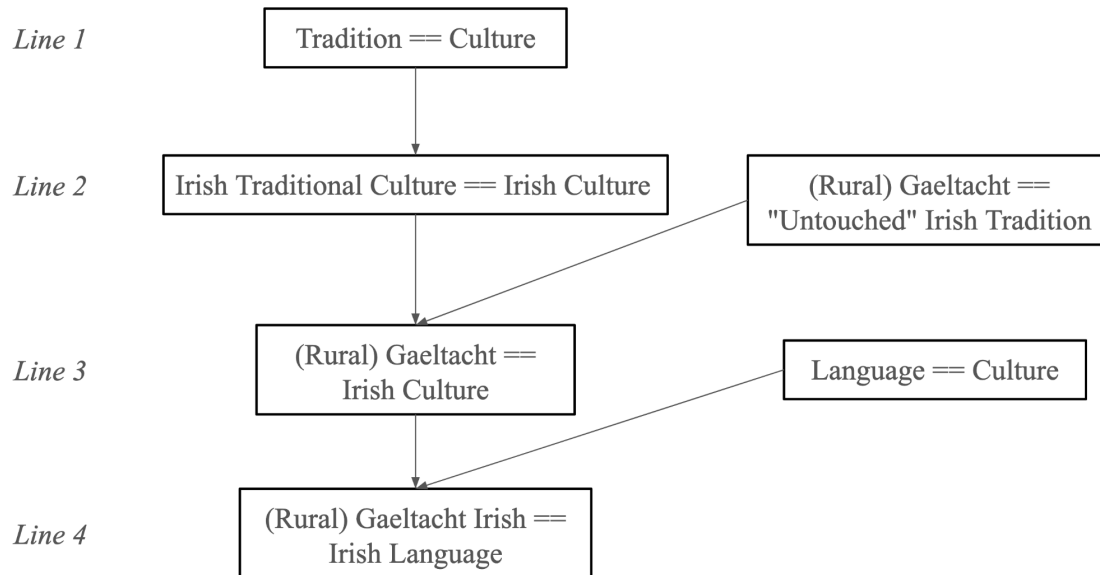 Line 1
Tradition == Culture
Line 2
Irish Traditional Culture == Irish Culture
(Rural) Gaeltacht ==
"Untouched" Irish Tradition
Line 3
(Rural) Gaeltacht ==
Irish Culture
Language == Culture
Line 4
(Rural) Gaeltacht Irish ==
Irish Language